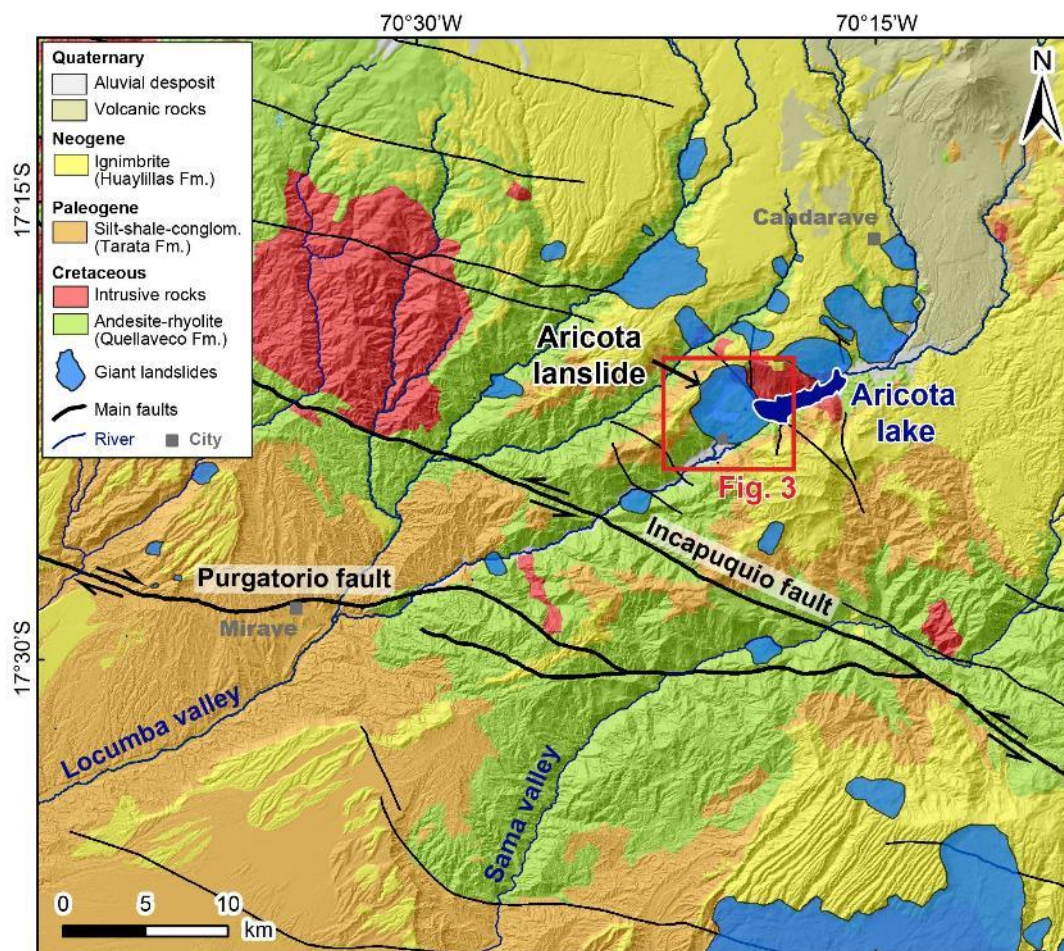 70°30'W
70°15'W
17°15'S
17°30'S
Quaternary
Aluvial desposit
Volcanic rocks
Neogene
Ignimbrite
(Huaylillas Fm.)
Paleogene
Silt-shale-conglom.
(Tarata Fm.)
Cretaceous
Intrusive rocks
Andesite-rhyolite
(Quellaveco Fm.)
Giant landslides
Main faults
River
City
N
Candarave
Aricota
lanslide
Aricota
lake
Fig. 3
Incapuquio fault
Purgatorio fault
Mirave
Locumba valley
Sama valley
0 5 10
km